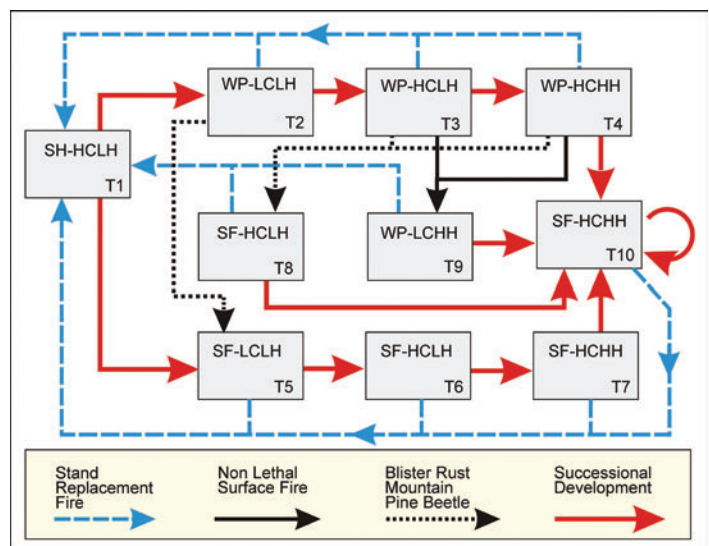 WP-LCLH
T2
WP-HCLH
T3
WP-HCHH
T4
SH-HCLH
T1
SF-HCLH
T8
WP-LCHH
T9
SF-HCHH
T10
SF-LCLH
T5
SF-HCLH
T6
SF-HCHH
T7
Stand
Replacement
Fire
Non Lethal
Surface Fire
Blister Rust
Mountain
Pine Beetle
Successional
Development